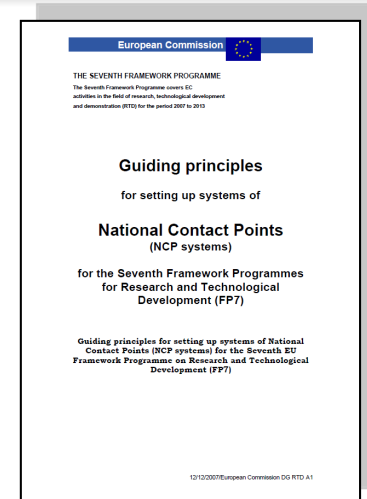 European Commission
THE SEVENTH FRAMEWORK PROGRAMME
The Seventh Framework Programme covers EC
activities in the field of research, technological development
and demonstration (RTD) for the period 2007 to 2013
Guiding principles
for setting up systems of
National Contact Points
(NCP systems)
for the Seventh Framework Programmes
for Research and Technological
Development (FP7)
Guiding principles for setting up systems of National
Contact Points (NCP systems) for the Seventh EU
Framework Programme on Research and Technological
Development (FP7)
12/12/2007/European Commission DG RTD A1